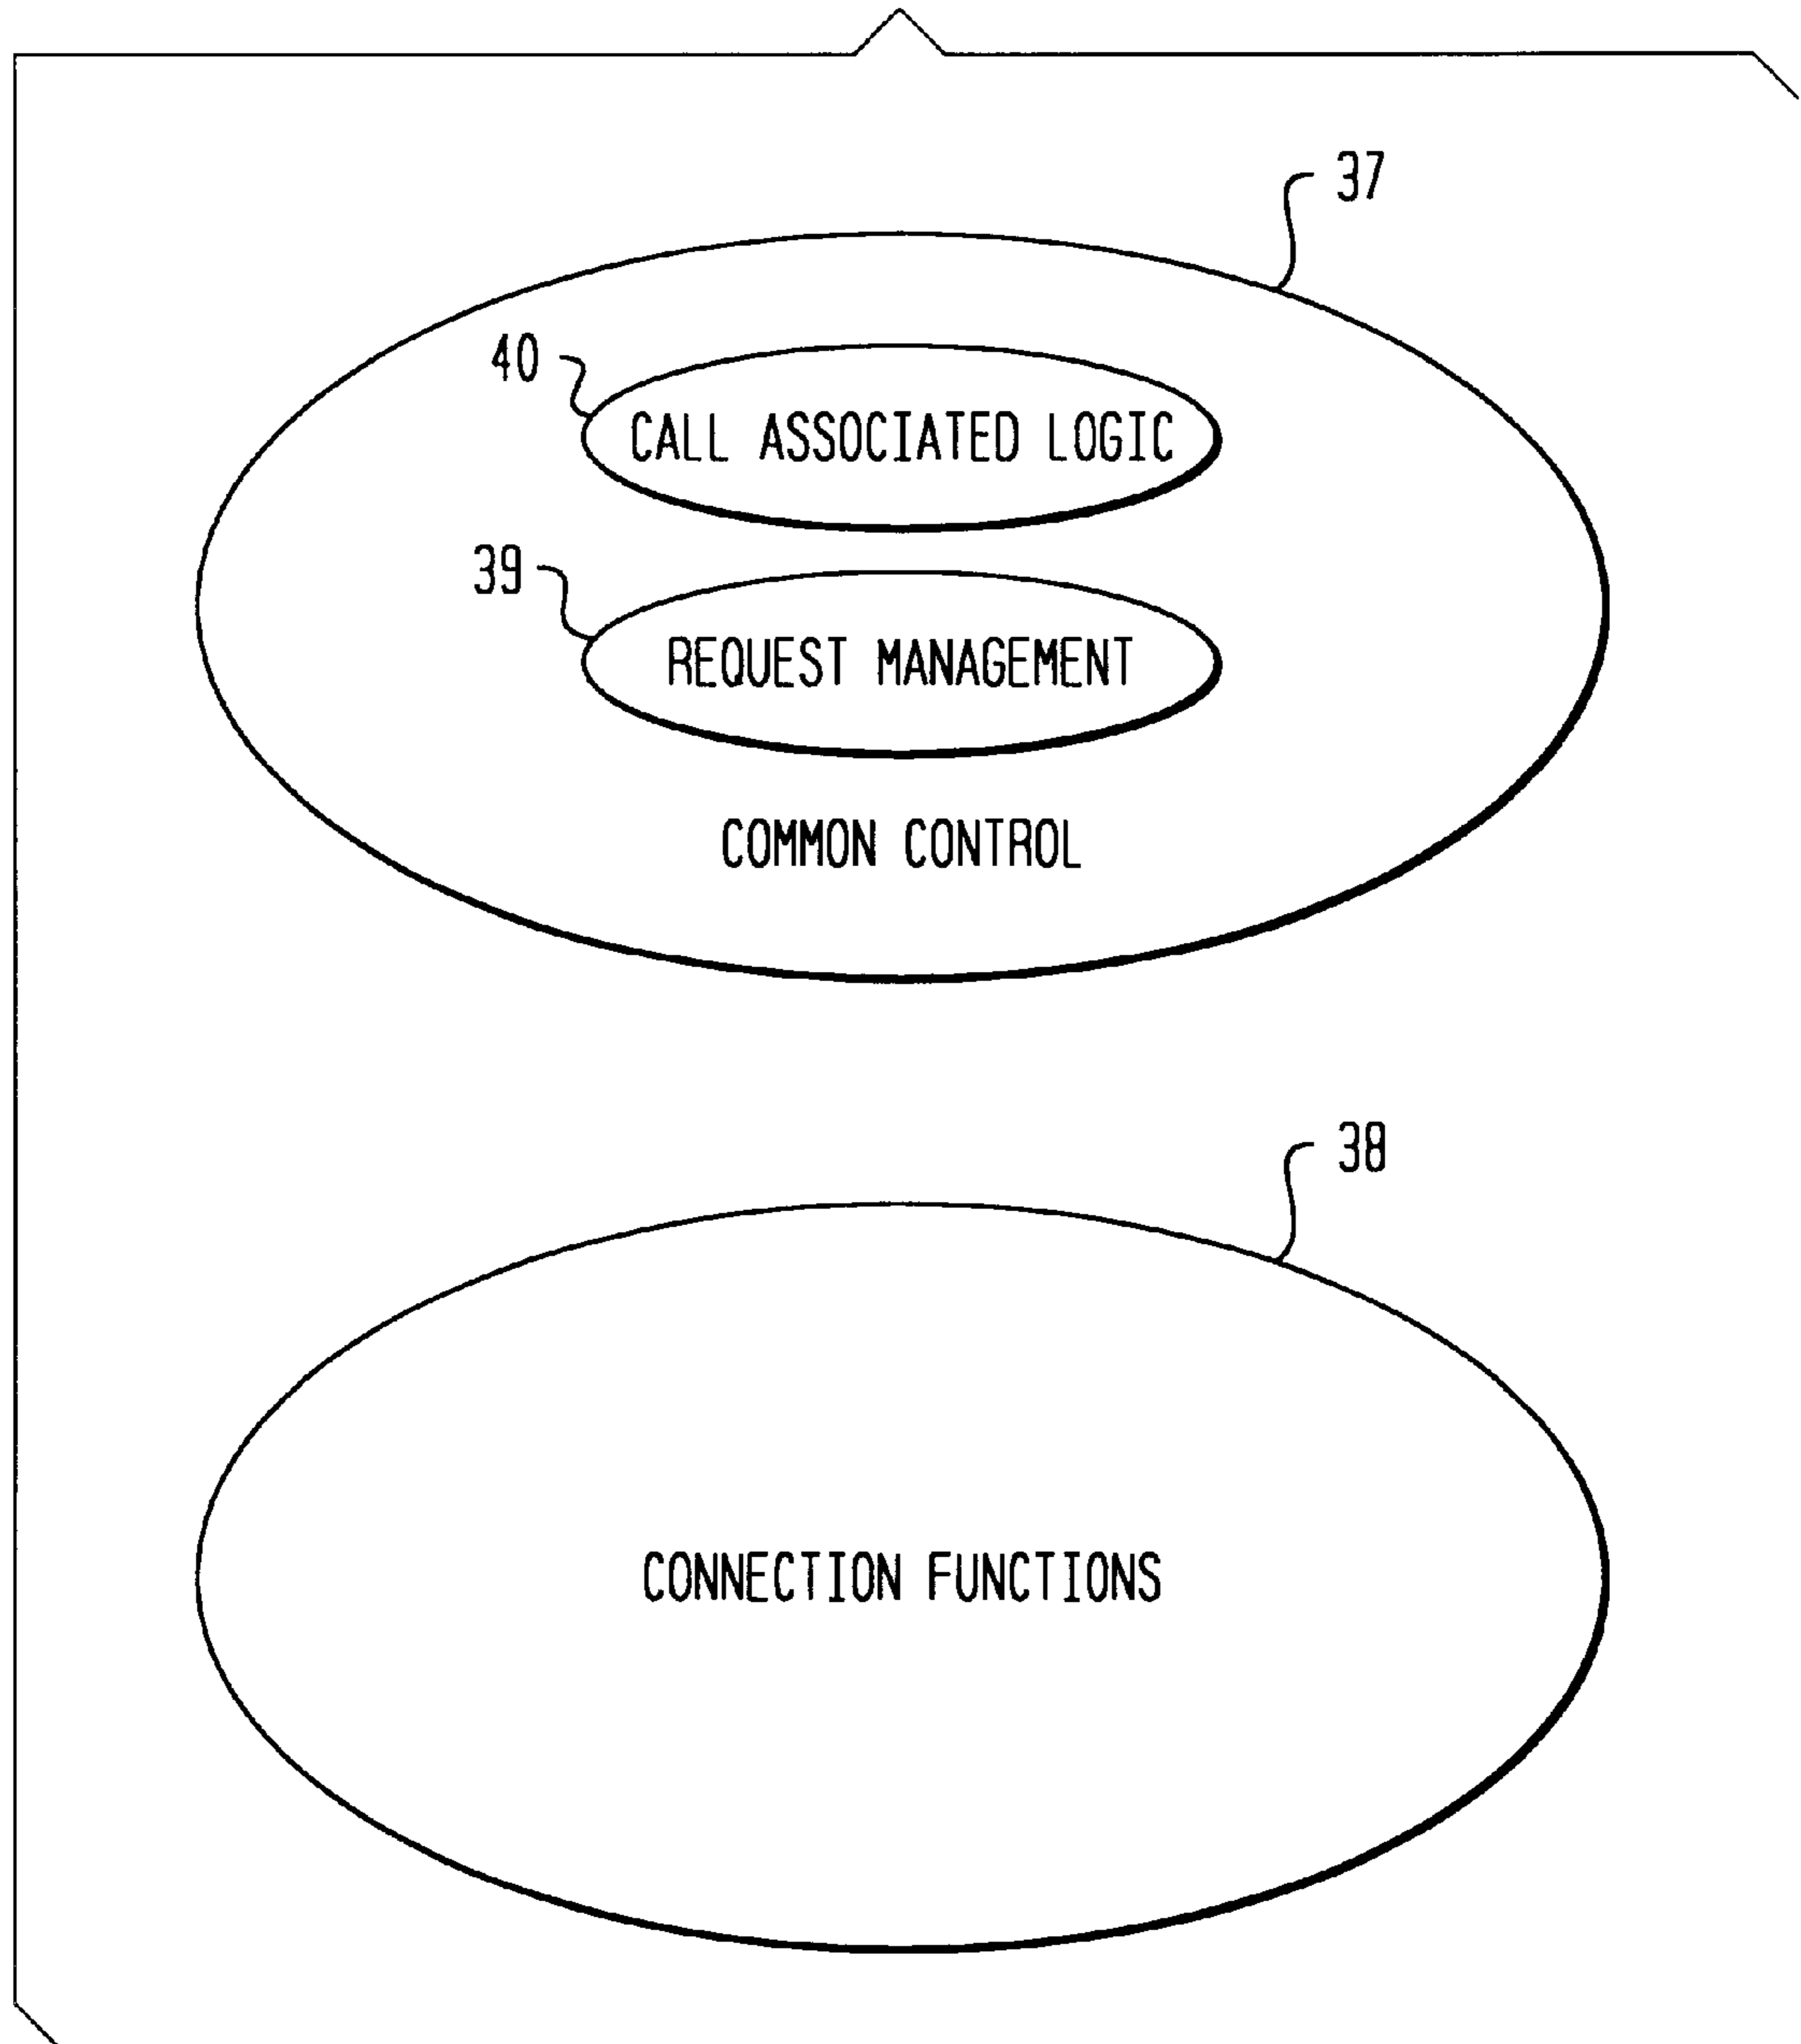 37
40
CALL ASSOCIATED LOGIC
39
REQUEST MANAGEMENT
COMMON CONTROL
38
CONNECTION FUNCTIONS